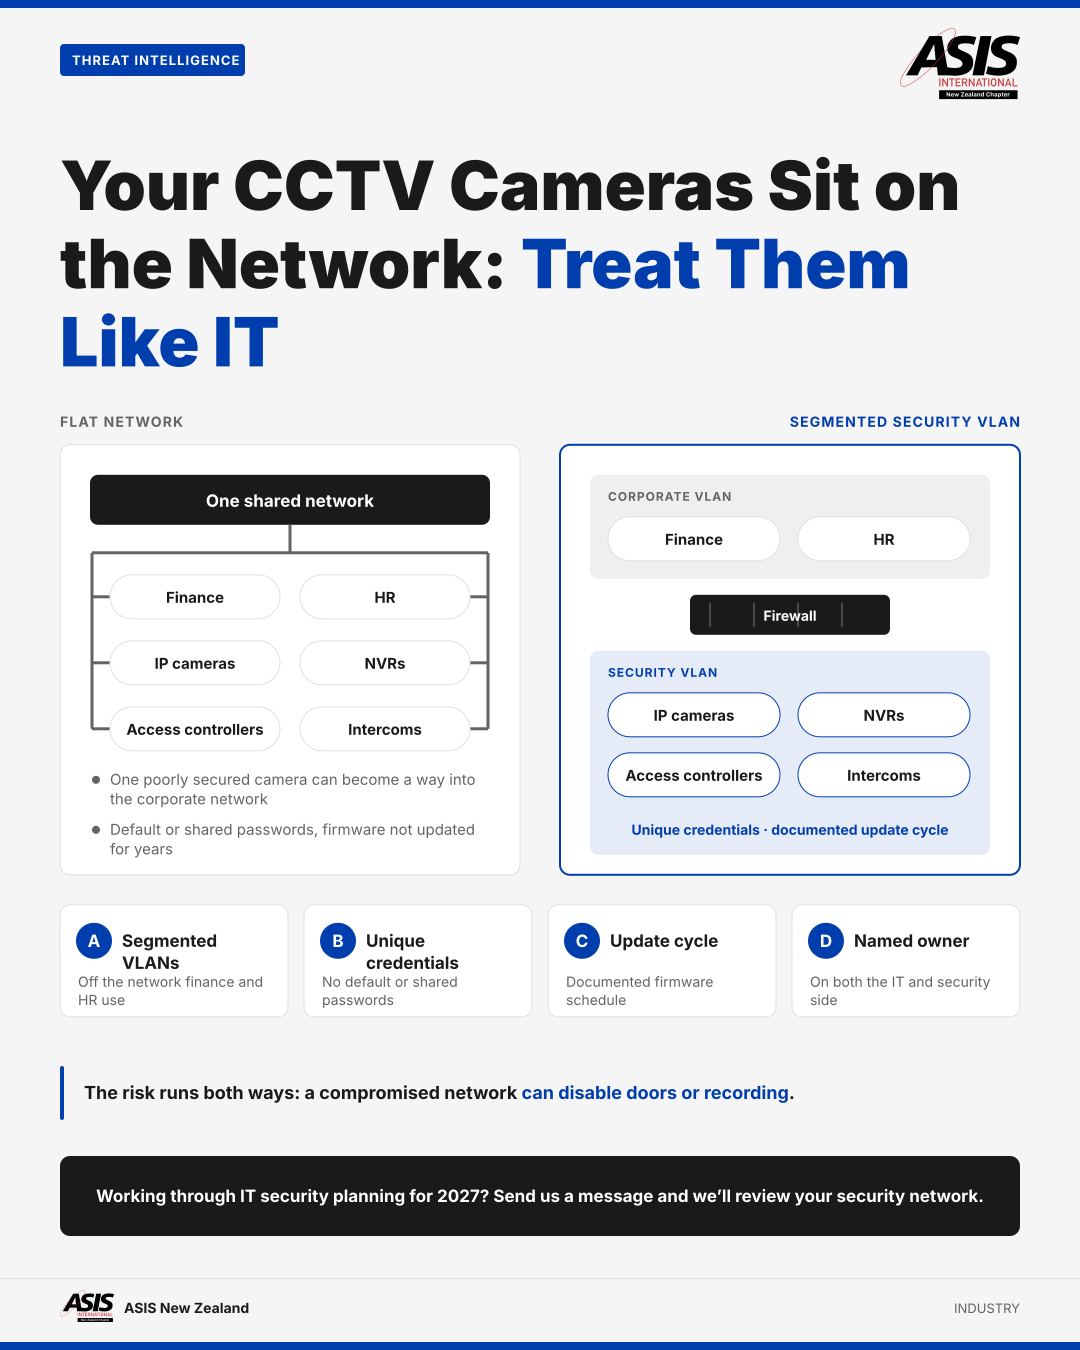 THREAT INTELLIGENCE
ASIS
INTERNATIONAL
New Zealand Chapter
Your CCTV Cameras Sit on
the Network: Treat Them
Like IT
FLAT NETWORK
One shared network
Finance
HR
IP cameras
NVRs
Access controllers
Intercoms
One poorly secured camera can become a way into
the corporate network
Default or shared passwords, firmware not updated
for years
SEGMENTED SECURITY VLAN
CORPORATE VLAN
Finance
HR
Firewall
SECURITY VLAN
IP cameras
NVRs
Access controllers
Intercoms
Unique credentials · documented update cycle
A
Segmented
VLANs
Off the network finance and
HR use
B
Unique
credentials
No default or shared
passwords
C
Update cycle
Documented firmware
schedule
D
Named owner
On both the IT and security
side
The risk runs both ways: a compromised network can disable doors or recording.
Working through IT security planning for 2027? Send us a message and we’ll review your security network.
ASIS
INTERNATIONAL
New Zealand Chapter
ASIS New Zealand
INDUSTRY